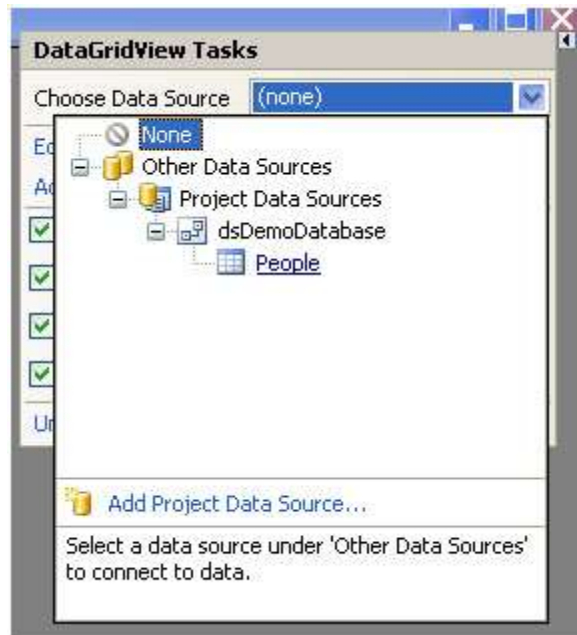 DataGridView Tasks
Choose Data Source (none)
None
Other Data Sources
Project Data Sources
dsDemoDatabase
People
Add Project Data Source...
Select a data source under 'Other Data Sources'
to connect to data.